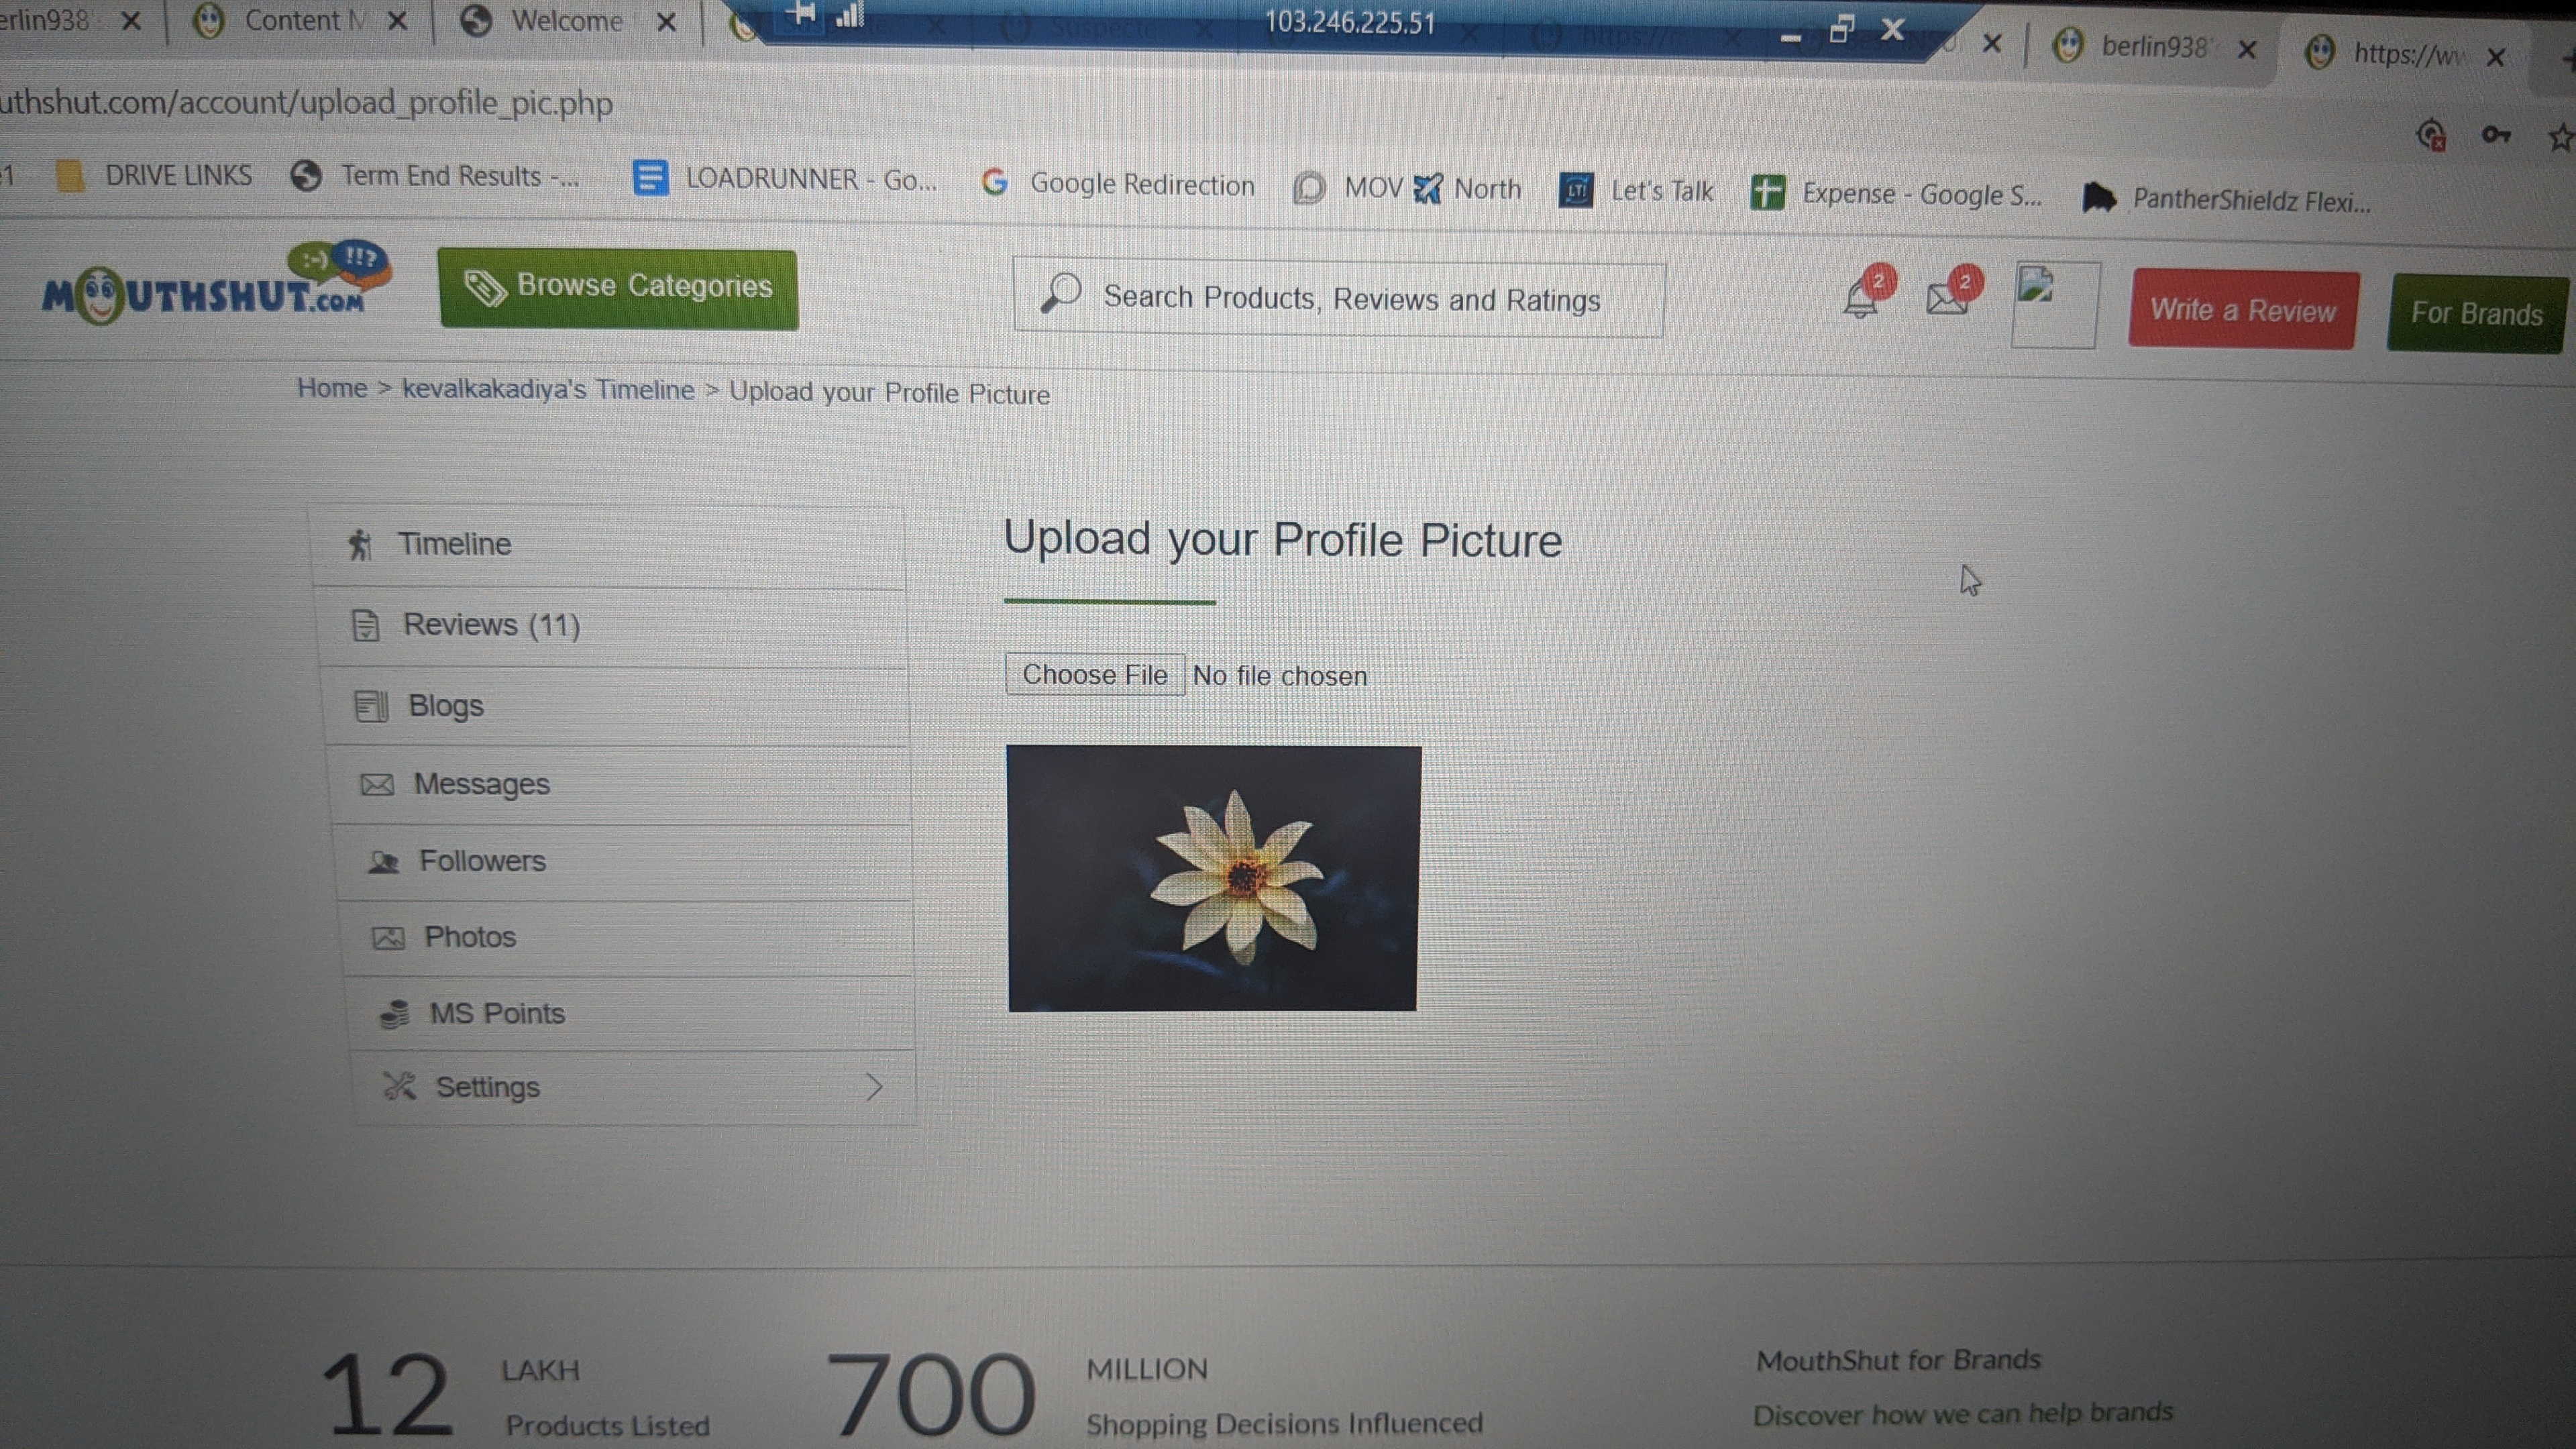 erlin938
Content M
Welcome
Suspecte
103.246.225.51
berlin938'
https://ww
uthshut.com/account/upload_profile_pic.php
DRIVE LINKS
Term End Results -...
LOADRUNNER - Go...
Google Redirection
MOV
North
LTI
Let's Talk
Expense - Google S...
PantherShieldz Flexi...
:-) !!?
MOUTHSHUT.COM
Browse Categories
Search Products, Reviews and Ratings
2
2
Write a Review
For Brands
Home > kevalkakadiya's Timeline > Upload your Profile Picture
Timeline
Reviews (11)
Blogs
Messages
Followers
Photos
MS Points
Settings
Upload your Profile Picture
Choose File No file chosen
12 LAKH
Products Listed
700 MILLION
Shopping Decisions Influenced
MouthShut for Brands
Discover how we can help brands